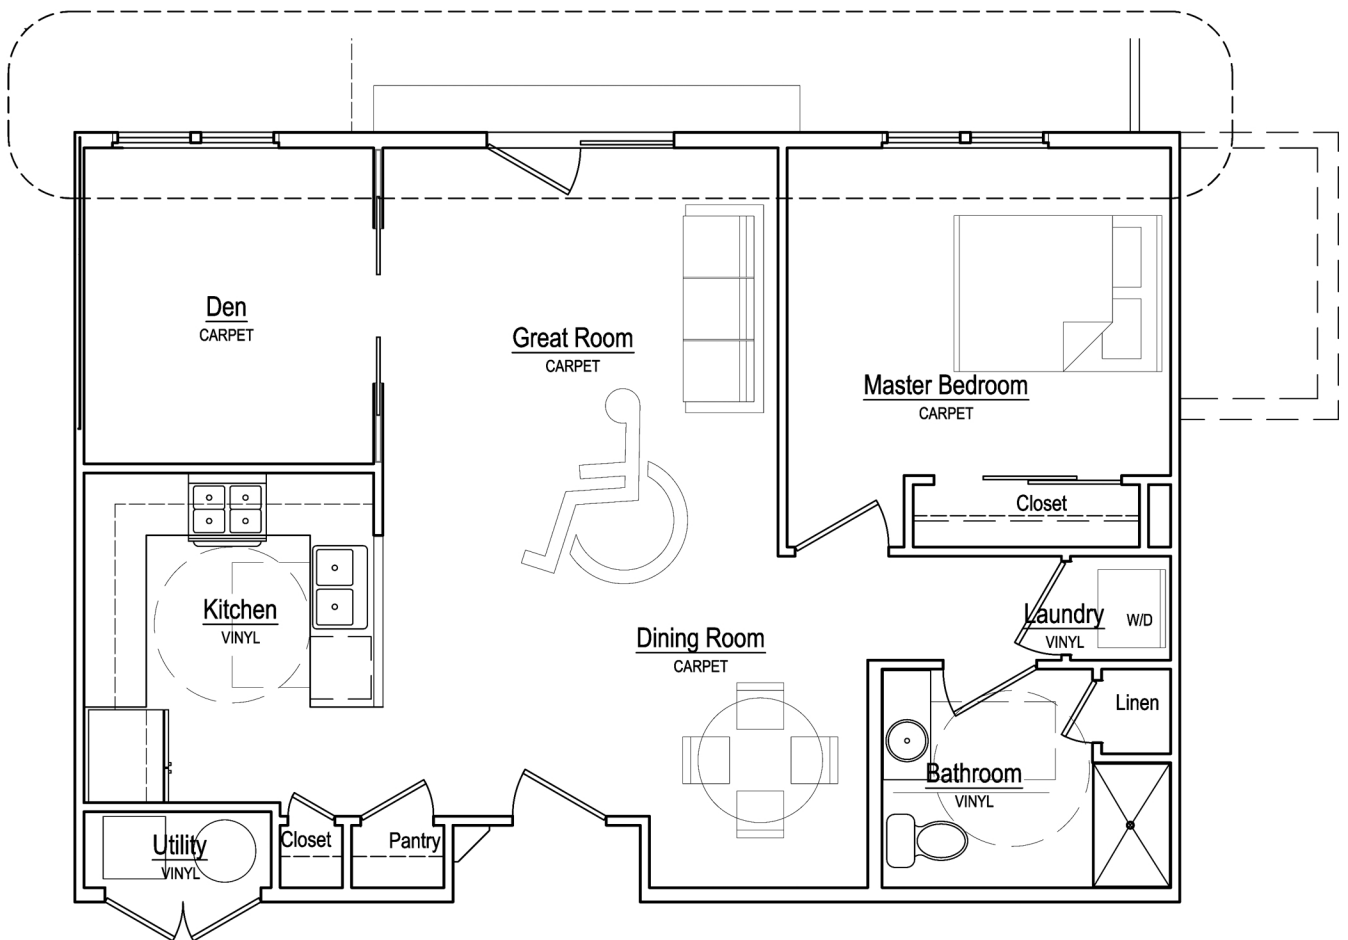 Den
CARPET
Great Room
CARPET
Master Bedroom
CARPET
Closet
Kitchen
VINYL
Dining Room
CARPET
Laundry
VINYL
W/D
Linen
Bathroom
VINYL
Utility
VINYL
Closet
Pantry